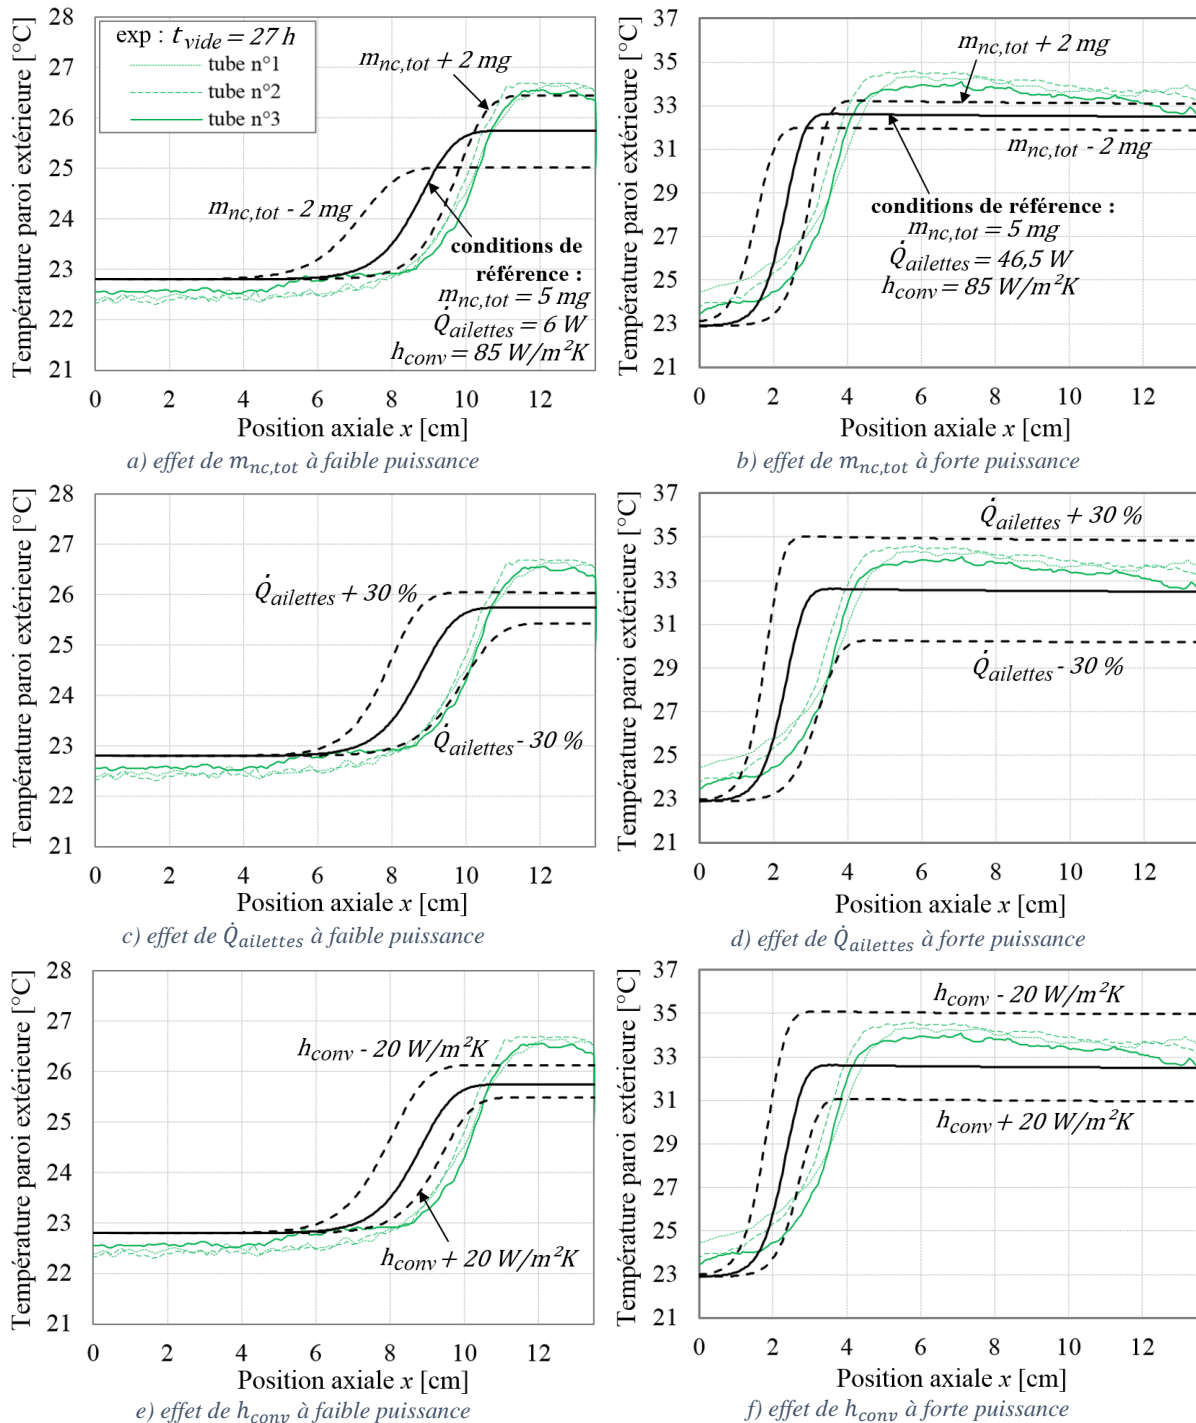 Température paroi extérieure [°C]
28
27
26
25
24
23
22
21
exp : t_vide = 27 h
tube n°1
tube n°2
tube n°3
m_nc,tot + 2 mg
m_nc,tot - 2 mg
conditions de
référence :
m_nc,tot = 5 mg
Q̇_ailettes = 6 W
h_conv = 85 W/m²K
0 2 4 6 8 10 12
Position axiale x [cm]
a) effet de m_nc,tot à faible puissance
Température paroi extérieure [°C]
37
35
33
31
29
27
25
23
21
m_nc,tot + 2 mg
m_nc,tot - 2 mg
conditions de référence :
m_nc,tot = 5 mg
Q̇_ailettes = 46,5 W
h_conv = 85 W/m²K
0 2 4 6 8 10 12
Position axiale x [cm]
b) effet de m_nc,tot à forte puissance
Température paroi extérieure [°C]
28
27
26
25
24
23
22
21
Q̇_ailettes + 30 %
Q̇_ailettes - 30 %
0 2 4 6 8 10 12
Position axiale x [cm]
c) effet de Q̇_ailettes à faible puissance
Température paroi extérieure [°C]
37
35
33
31
29
27
25
23
21
Q̇_ailettes + 30 %
Q̇_ailettes - 30 %
0 2 4 6 8 10 12
Position axiale x [cm]
d) effet de Q̇_ailettes à forte puissance
Température paroi extérieure [°C]
28
27
26
25
24
23
22
21
h_conv - 20 W/m²K
h_conv + 20 W/m²K
0 2 4 6 8 10 12
Position axiale x [cm]
e) effet de h_conv à faible puissance
Température paroi extérieure [°C]
37
35
33
31
29
27
25
23
21
h_conv - 20 W/m²K
h_conv + 20 W/m²K
0 2 4 6 8 10 12
Position axiale x [cm]
f) effet de h_conv à forte puissance